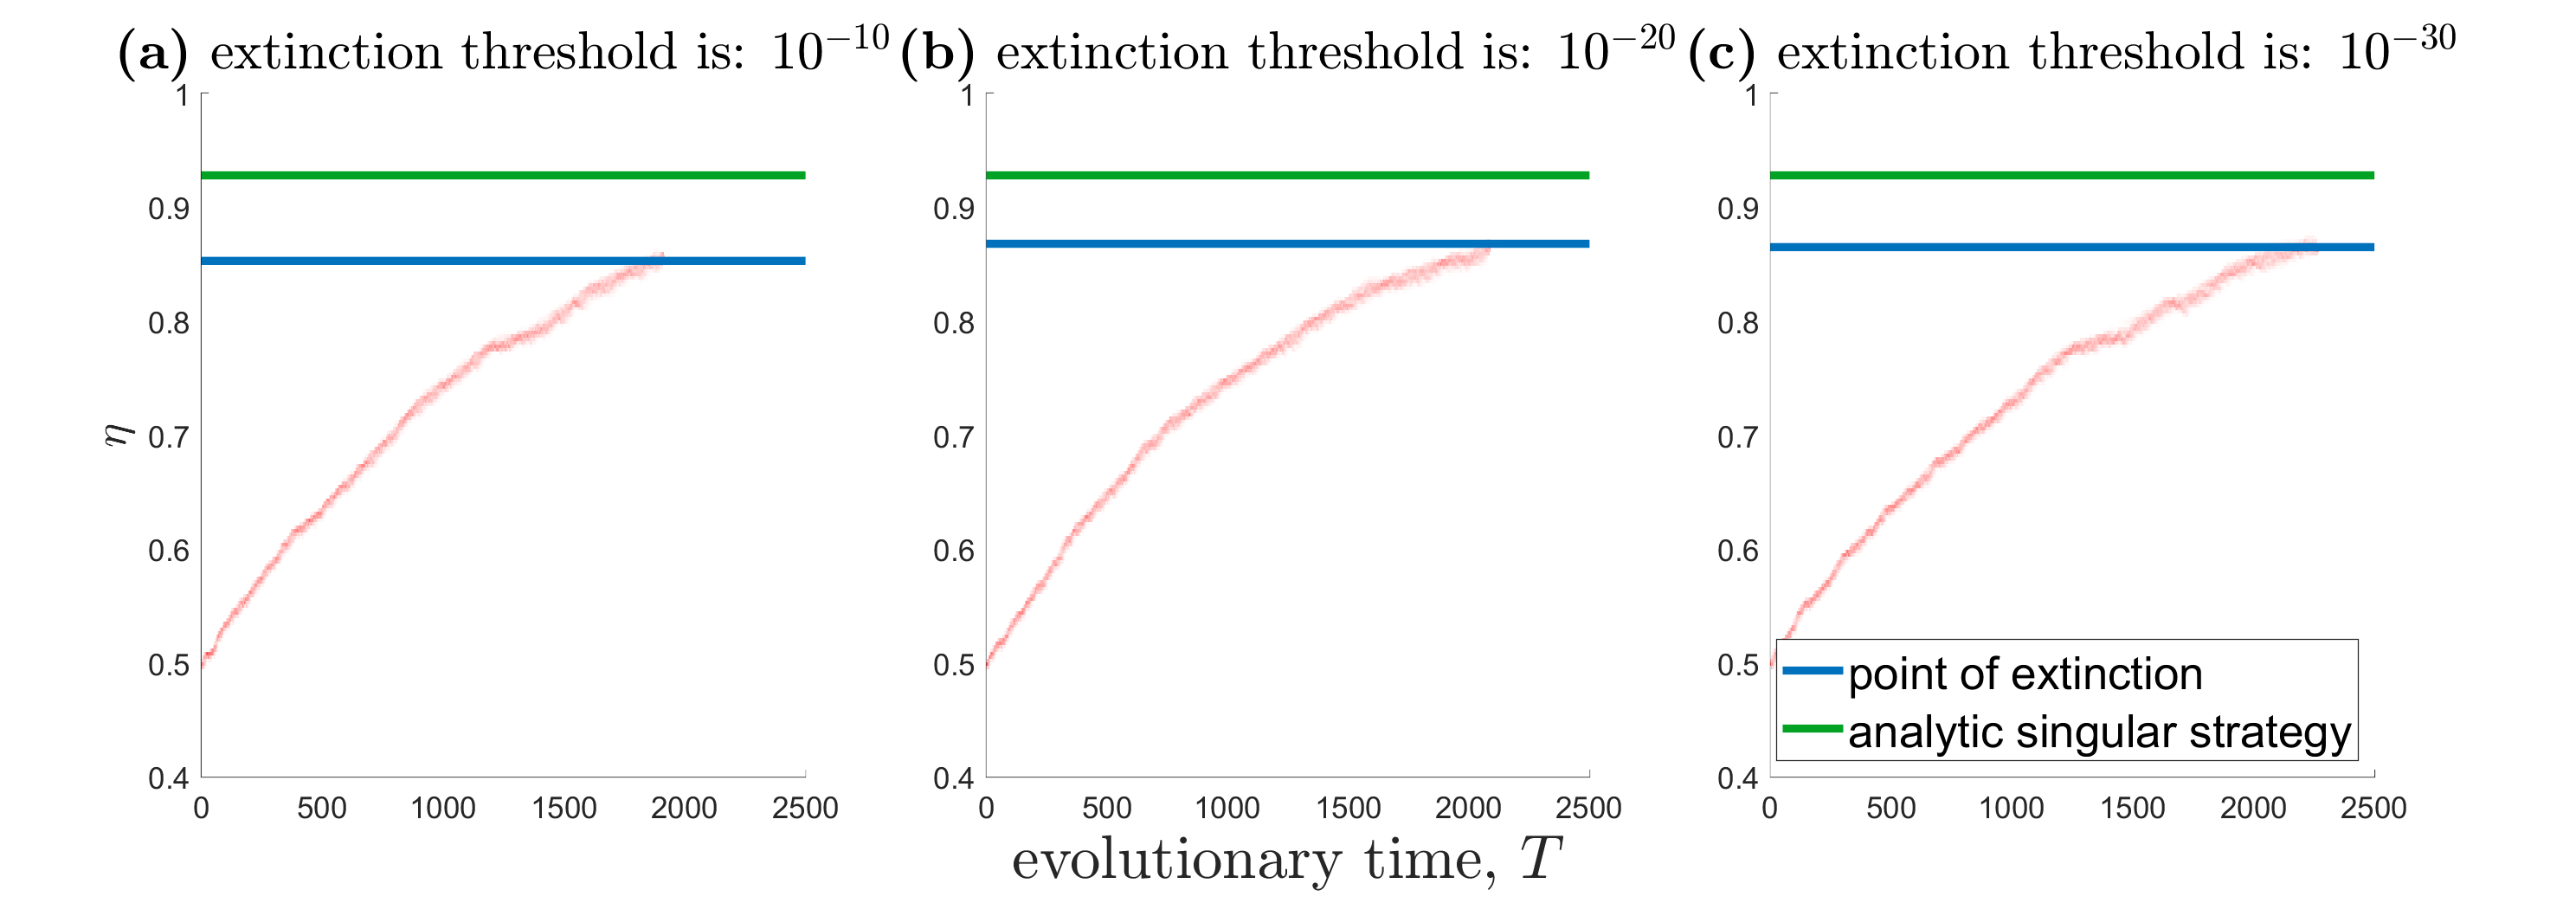 (a) extinction threshold is: 10⁻¹⁰ (b) extinction threshold is: 10⁻²⁰ (c) extinction threshold is: 10⁻³⁰
1 1 1
0.9 0.9 0.9
0.8 0.8 0.8
η 0.7 0.7 0.7
0.6 0.6 0.6
0.5 0.5 0.5
point of extinction
analytic singular strategy
0.4 0.4 0.4
0 500 1000 1500 2000 2500 0 500 1000 1500 2000 2500 0 500 1000 1500 2000 2500
evolutionary time, T